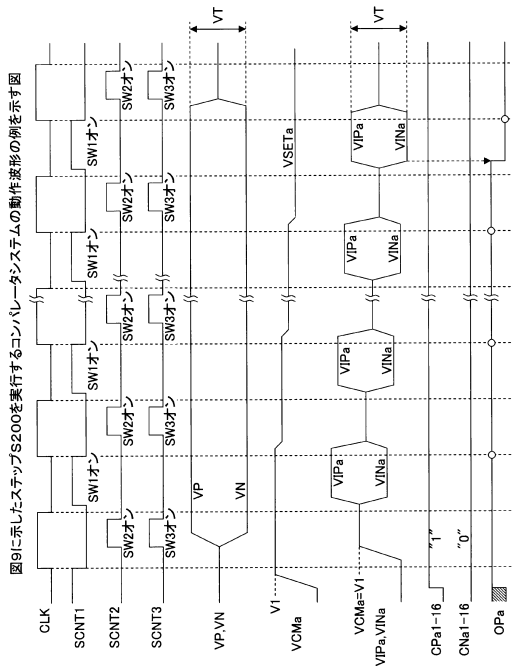 図9に示したステップS200を実行するコンパレータシステムの動作波形の例を示す図
CLK
SCNT1
SW1オン
SW1オン
SW1オン
SW1オン
SCNT2
SW2オン
SW2オン
SW2オン
SW2オン
SW2オン
SCNT3
SW3オン
SW3オン
SW3オン
SW3オン
SW3オン
VP,VN
VP
VN
VT
V1
VCMa
VSETa
VCMa=V1
VIPa,VINa
VIPa
VINa
VIPa
VINa
VIPa
VINa
VIPa
VINa
VT
CPa1-16
"1"
CNa1-16
"0"
OPa